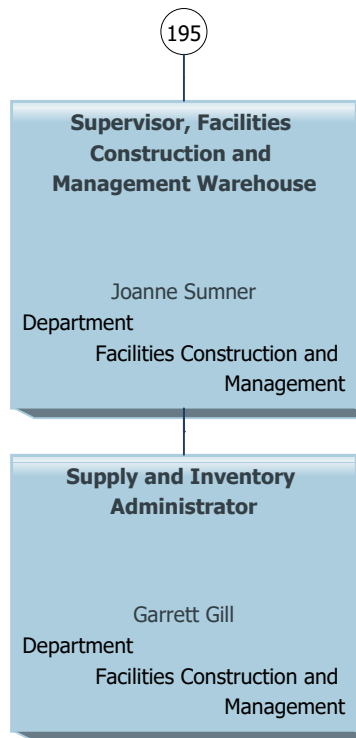 195
Supervisor, Facilities
Construction and
Management Warehouse
Joanne Sumner
Department
Facilities Construction and
Management
Supply and Inventory
Administrator
Garrett Gill
Department
Facilities Construction and
Management